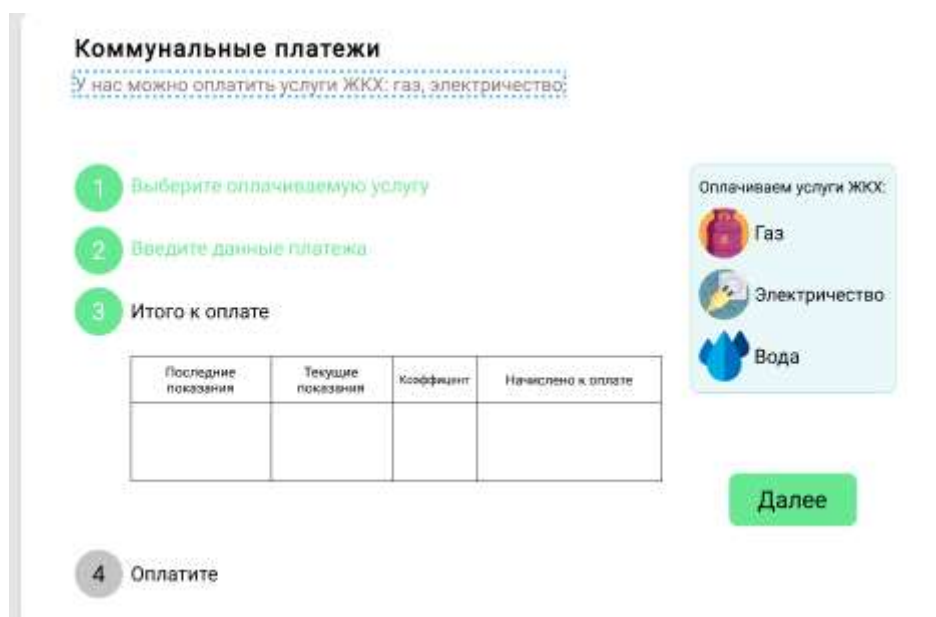 Коммунальные платежи
У нас можно оплатить услуги ЖКХ: газ, электричество
1 Выберите оплачиваемую услугу
2 Введите данные платежа
3 Итого к оплате
Последние показания
Текущие показания
Коэффицент
Начислено к оплате
4 Оплатите
Оплачиваем услуги ЖКХ:
Газ
Электричество
Вода
Далее